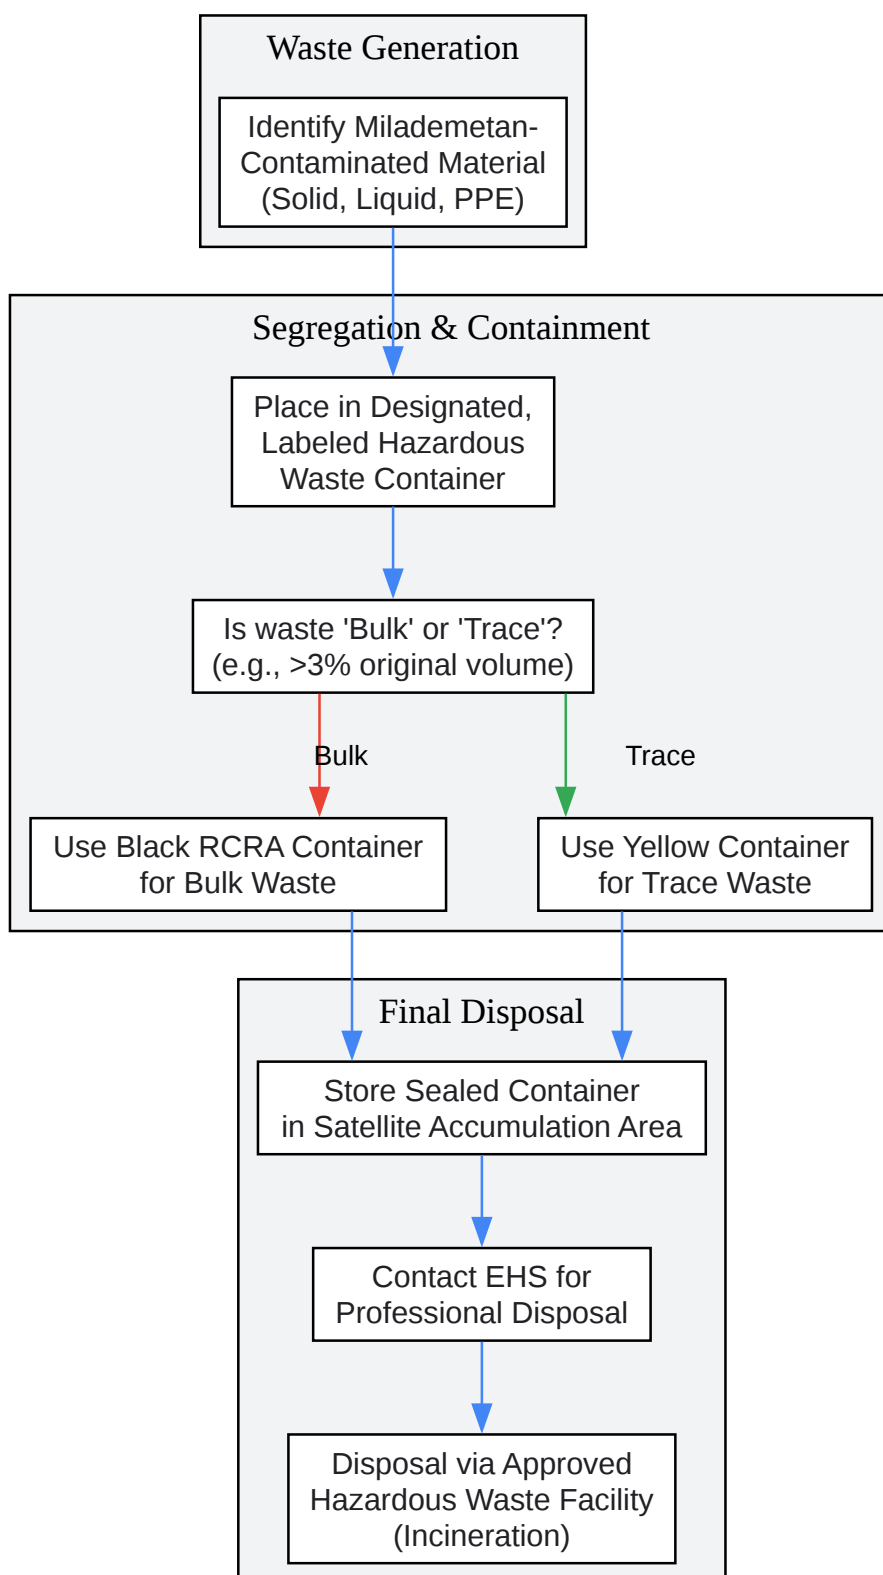 Waste Generation
Identify Milademetan-
Contaminated Material
(Solid, Liquid, PPE)
Segregation & Containment
Place in Designated,
Labeled Hazardous
Waste Container
Is waste 'Bulk' or 'Trace'?
(e.g., >3% original volume)
Bulk
Trace
Use Black RCRA Container
for Bulk Waste
Use Yellow Container
for Trace Waste
Final Disposal
Store Sealed Container
in Satellite Accumulation Area
Contact EHS for
Professional Disposal
Disposal via Approved
Hazardous Waste Facility
(Incineration)